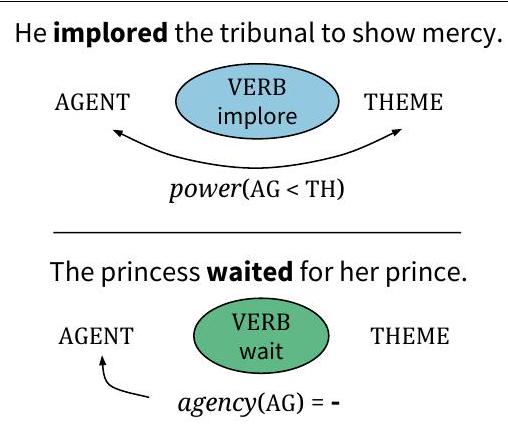 He implored the tribunal to show mercy.
AGENT VERB THEME
implore
power(AG < TH)
The princess waited for her prince.
AGENT VERB THEME
wait
agency(AG) = -